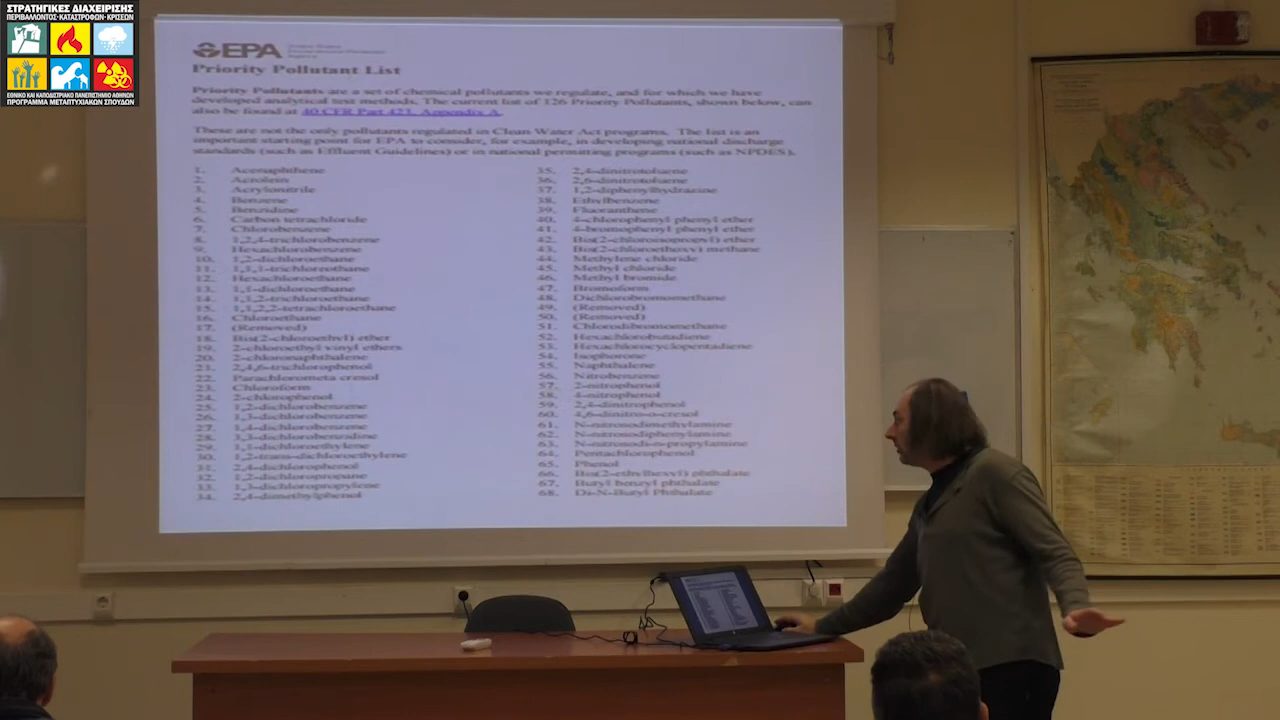 ΣΤΡΑΤΗΓΙΚΕΣ ΔΙΑΧΕΙΡΙΣΗΣ
ΠΕΡΙΒΑΛΛΟΝΤΟΣ·ΚΑΤΑΣΤΡΟΦΩΝ·ΚΡΙΣΕΩΝ
ΕΘΝΙΚΟ ΚΑΙ ΚΑΠΟΔΙΣΤΡΙΑΚΟ ΠΑΝΕΠΙΣΤΗΜΙΟ ΑΘΗΝΩΝ
ΠΡΟΓΡΑΜΜΑ ΜΕΤΑΠΤΥΧΙΑΚΩΝ ΣΠΟΥΔΩΝ
EPA
Priority Pollutant List
Priority Pollutants are a set of chemical pollutants we regulate, and for which we have
developed analytical test methods. The current list of 126 Priority Pollutants, shown below, can
also be found at 40 CFR Part 423, Appendix A.
These are not the only pollutants regulated in Clean Water Act programs. The list is an
important starting point for EPA to consider, for example, in developing national discharge
standards (such as Effluent Guidelines) or in national permitting programs (such as NPDES).
1. Acenaphthene
2. Acrolein
3. Acrylonitrile
4. Benzene
5. Benzidine
6. Carbon tetrachloride
7. Chlorobenzene
8. 1,2,4-trichlorobenzene
9. Hexachlorobenzene
10. 1,2-dichloroethane
11. 1,1,1-trichloreothane
12. Hexachloroethane
13. 1,1-dichloroethane
14. 1,1,2-trichloroethane
15. 1,1,2,2-tetrachloroethane
16. Chloroethane
17. (Removed)
18. Bis(2-chloroethyl) ether
19. 2-chloroethyl vinyl ethers
20. 2-chloronaphthalene
21. 2,4,6-trichlorophenol
22. Parachlorometa cresol
23. Chloroform
24. 2-chlorophenol
25. 1,2-dichlorobenzene
26. 1,3-dichlorobenzene
27. 1,4-dichlorobenzene
28. 3,3-dichlorobenzidine
29. 1,1-dichloroethylene
30. 1,2-trans-dichloroethylene
31. 2,4-dichlorophenol
32. 1,2-dichloropropane
33. 1,3-dichloropropylene
34. 2,4-dimethylphenol
35. 2,4-dinitrotoluene
36. 2,6-dinitrotoluene
37. 1,2-diphenylhydrazine
38. Ethylbenzene
39. Fluoranthene
40. 4-chlorophenyl phenyl ether
41. 4-bromophenyl phenyl ether
42. Bis(2-chloroisopropyl) ether
43. Bis(2-chloroethoxy) methane
44. Methylene chloride
45. Methyl chloride
46. Methyl bromide
47. Bromoform
48. Dichlorobromomethane
49. (Removed)
50. (Removed)
51. Chlorodibromomethane
52. Hexachlorobutadiene
53. Hexachlorocyclopentadiene
54. Isophorone
55. Naphthalene
56. Nitrobenzene
57. 2-nitrophenol
58. 4-nitrophenol
59. 2,4-dinitrophenol
60. 4,6-dinitro-o-cresol
61. N-nitrosodimethylamine
62. N-nitrosodiphenylamine
63. N-nitrosodi-n-propylamine
64. Pentachlorophenol
65. Phenol
66. Bis(2-ethylhexyl) phthalate
67. Butyl benzyl phthalate
68. Di-N-Butyl Phthalate